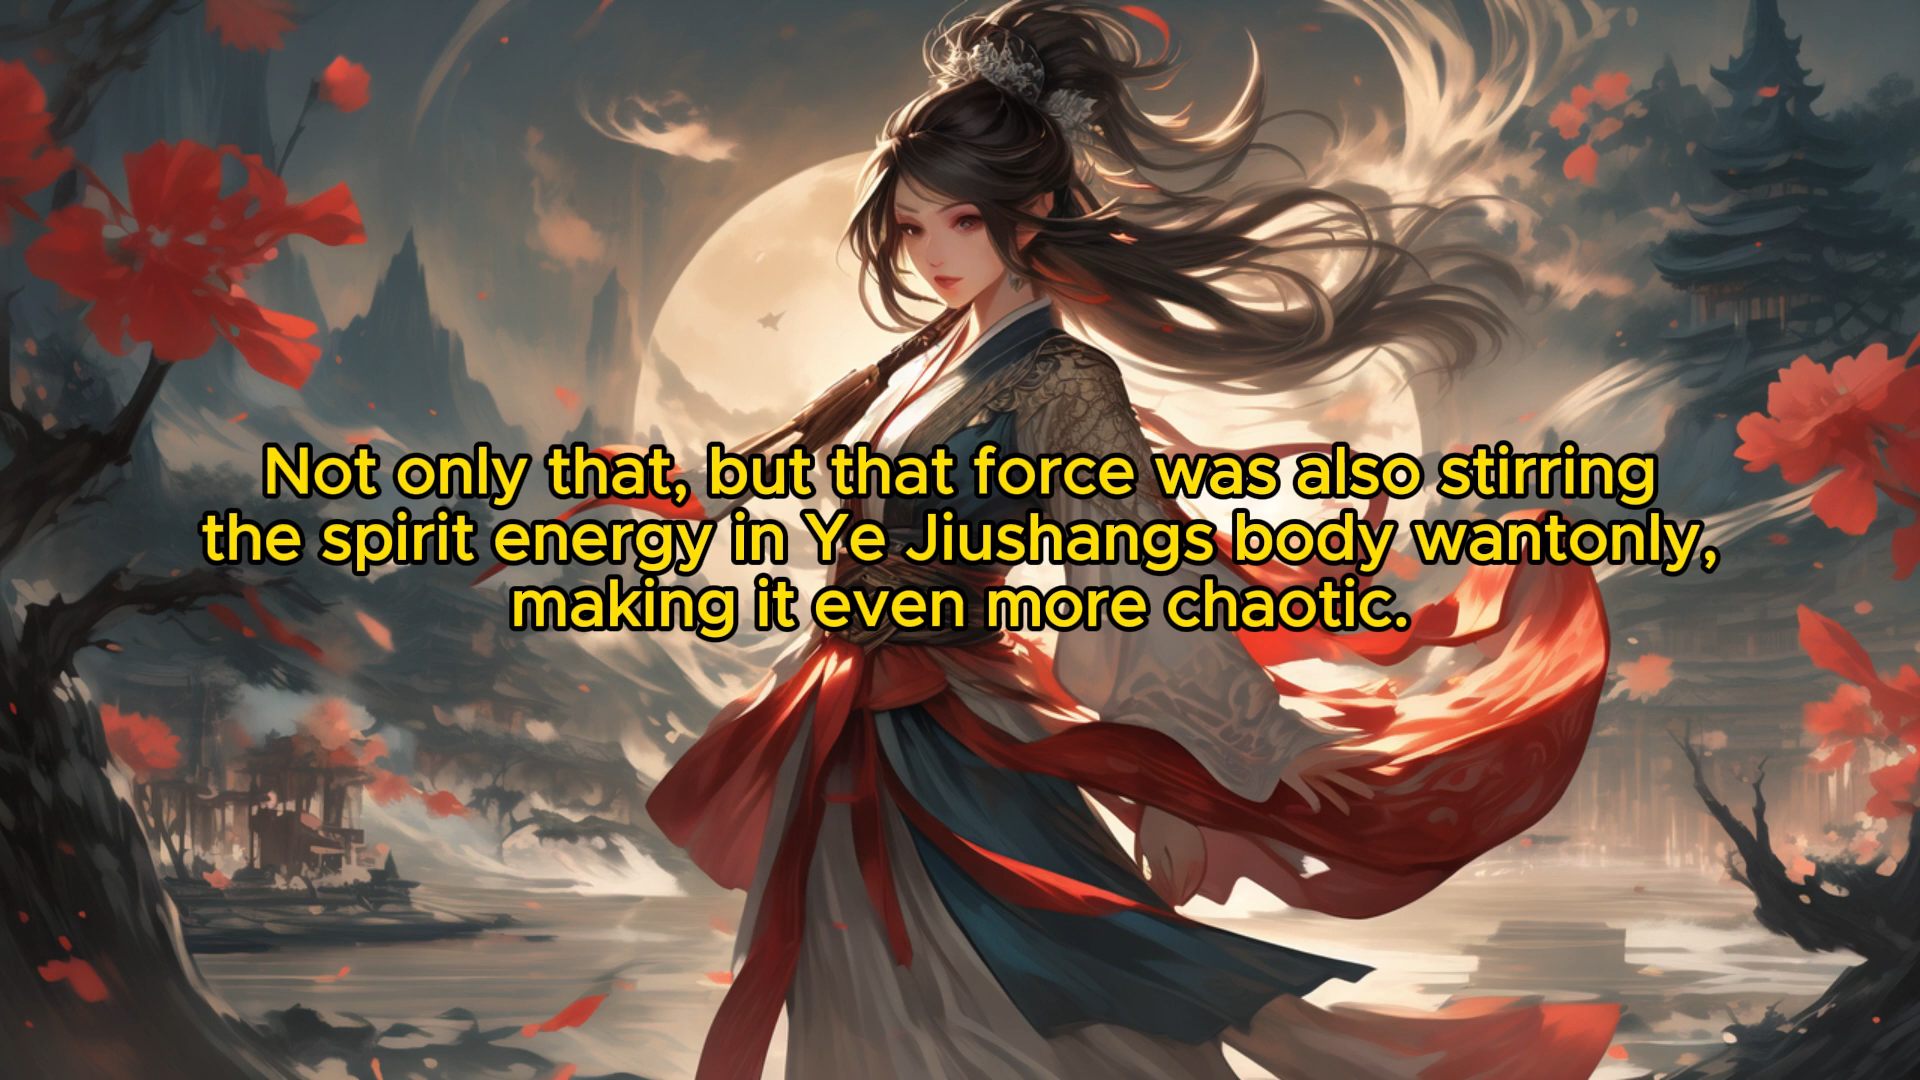 Not only that, but that force was also stirring
the spirit energy in Ye Jiushangs body wantonly,
making it even more chaotic.